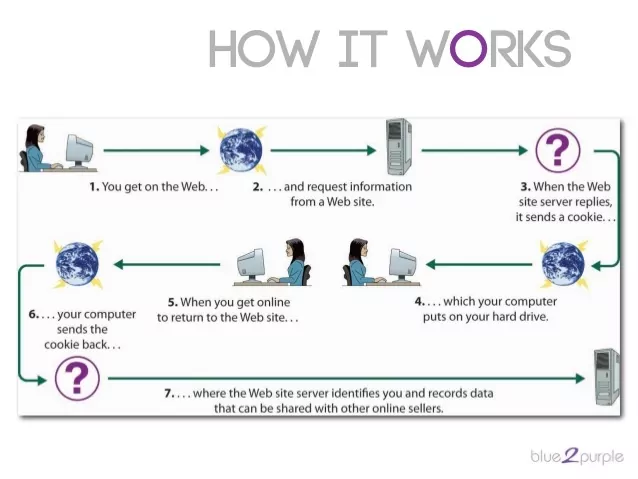 HOW IT WORKS
1. You get on the Web. . .
2. . . . and request information
from a Web site.
?
3. When the Web
site server replies,
it sends a cookie. . .
4. . . . which your computer
puts on your hard drive.
5. When you get online
to return to the Web site. . .
6. . . . your computer
sends the
cookie back. . .
?
7. . . . where the Web site server identifies you and records data
that can be shared with other online sellers.
blue2purple